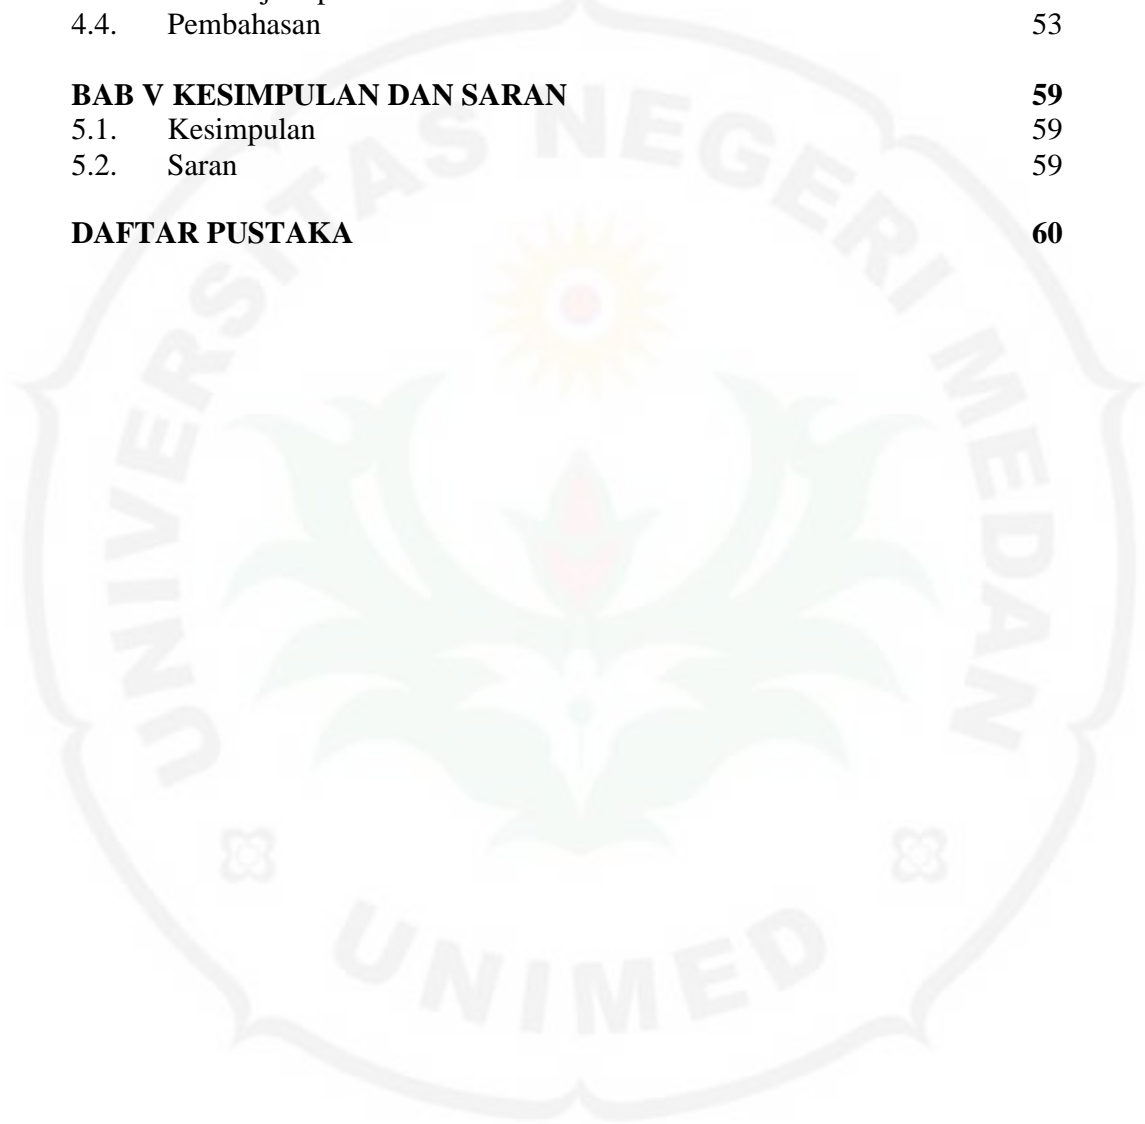 4.4. Pembahasan 53
BAB V KESIMPULAN DAN SARAN 59
5.1. Kesimpulan 59
5.2. Saran 59
DAFTAR PUSTAKA 60
UNIVERSITAS NEGERI MEDAN
UNIMED